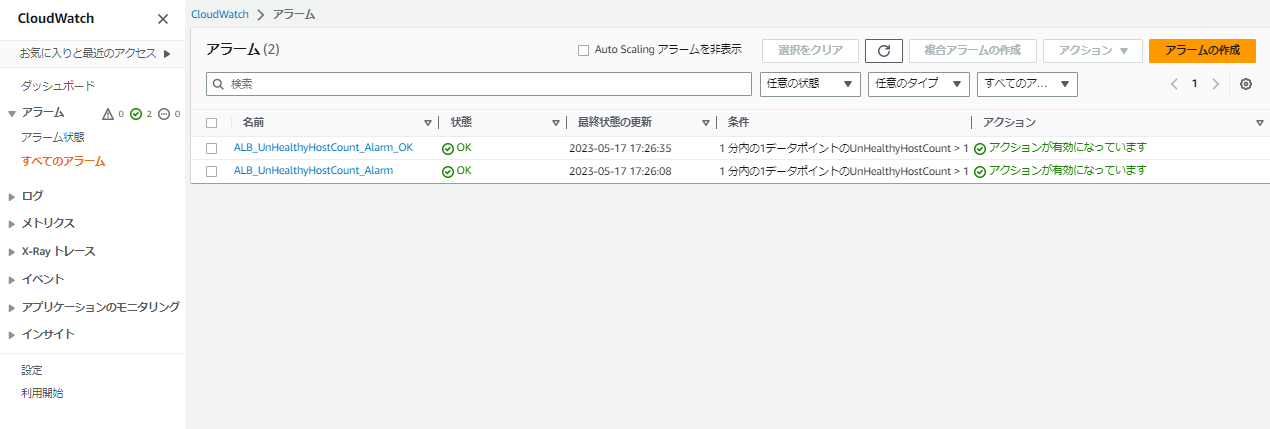 CloudWatch
お気に入りと最近のアクセス
ダッシュボード
アラーム 0 2 0
アラーム状態
すべてのアラーム
ログ
メトリクス
X-Ray トレース
イベント
アプリケーションのモニタリング
インサイト
設定
利用開始
CloudWatch アラーム
アラーム (2)
Auto Scaling アラームを非表示
選択をクリア
複合アラームの作成
アクション
アラームの作成
検索
任意の状態
任意のタイプ
すべてのア...
1
名前 状態 最終状態の更新 条件 アクション
ALB_UnHealthyHostCount_Alarm_OK OK 2023-05-17 17:26:35 1 分内の1データポイントのUnHealthyHostCount > 1 アクションが有効になっています
ALB_UnHealthyHostCount_Alarm OK 2023-05-17 17:26:08 1 分内の1データポイントのUnHealthyHostCount > 1 アクションが有効になっています